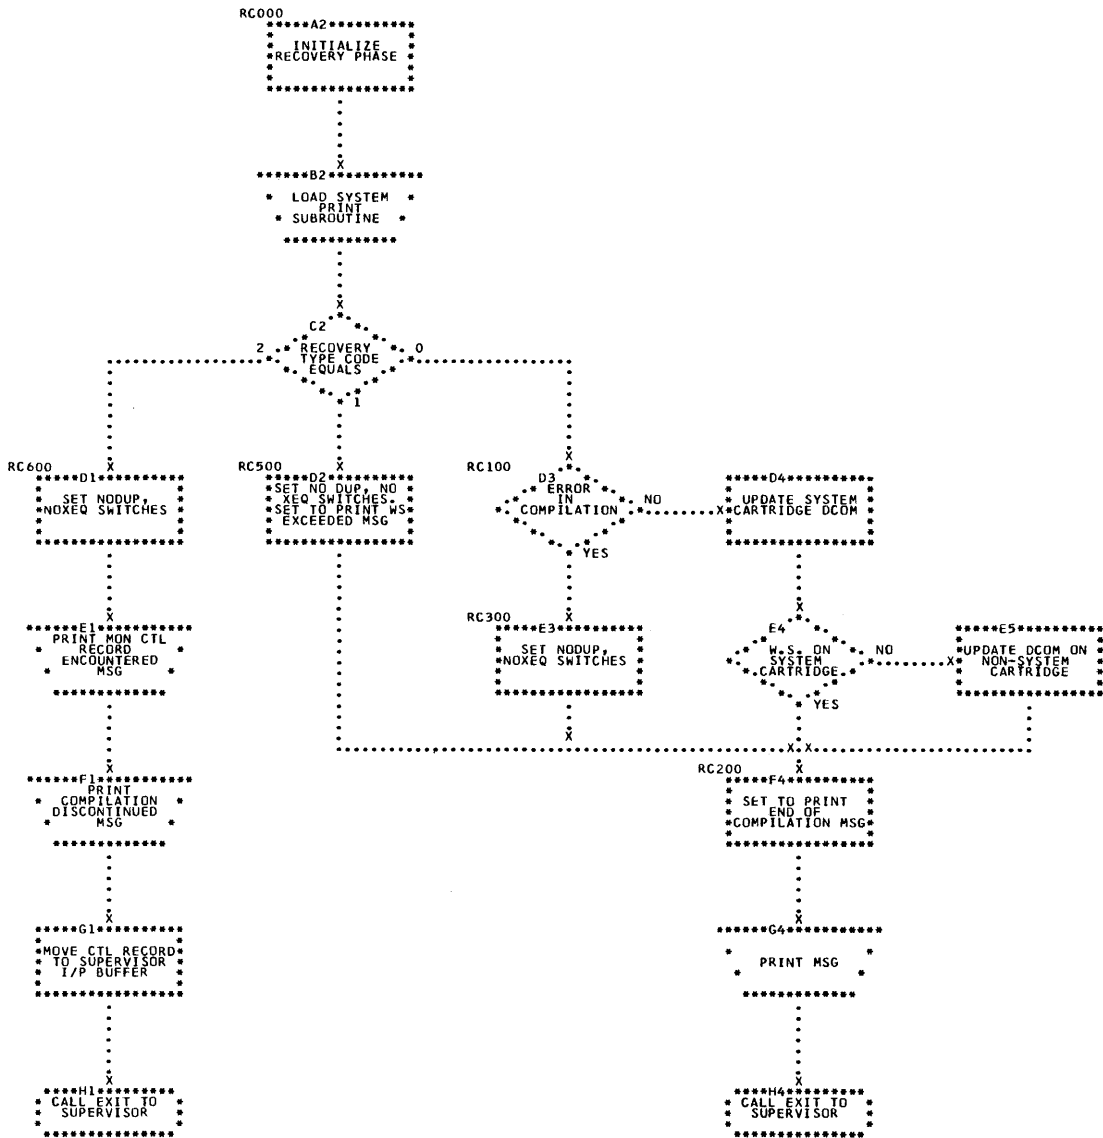 RC000
A2
INITIALIZE
RECOVERY PHASE
B2
LOAD SYSTEM
PRINT
SUBROUTINE
C2
RECOVERY
TYPE CODE
EQUALS
2
0
1
RC600
D1
SET NODUP,
NOXEQ SWITCHES
RC500
D2
SET NO DUP, NO
XEQ SWITCHES.
SET TO PRINT WS
EXCEEDED MSG
RC100
D3
ERROR
IN
COMPILATION
NO
YES
D4
UPDATE SYSTEM
CARTRIDGE DCOM
E1
PRINT MON CTL
RECORD
ENCOUNTERED
MSG
RC300
E3
SET NODUP,
NOXEQ SWITCHES
E4
W.S. ON
SYSTEM
CARTRIDGE
NO
YES
E5
UPDATE DCOM ON
NON-SYSTEM
CARTRIDGE
F1
PRINT
COMPILATION
DISCONTINUED
MSG
RC200
F4
SET TO PRINT
END OF
COMPILATION MSG
G1
MOVE CTL RECORD
TO SUPERVISOR
I/P BUFFER
G4
PRINT MSG
H1
CALL EXIT TO
SUPERVISOR
H4
CALL EXIT TO
SUPERVISOR